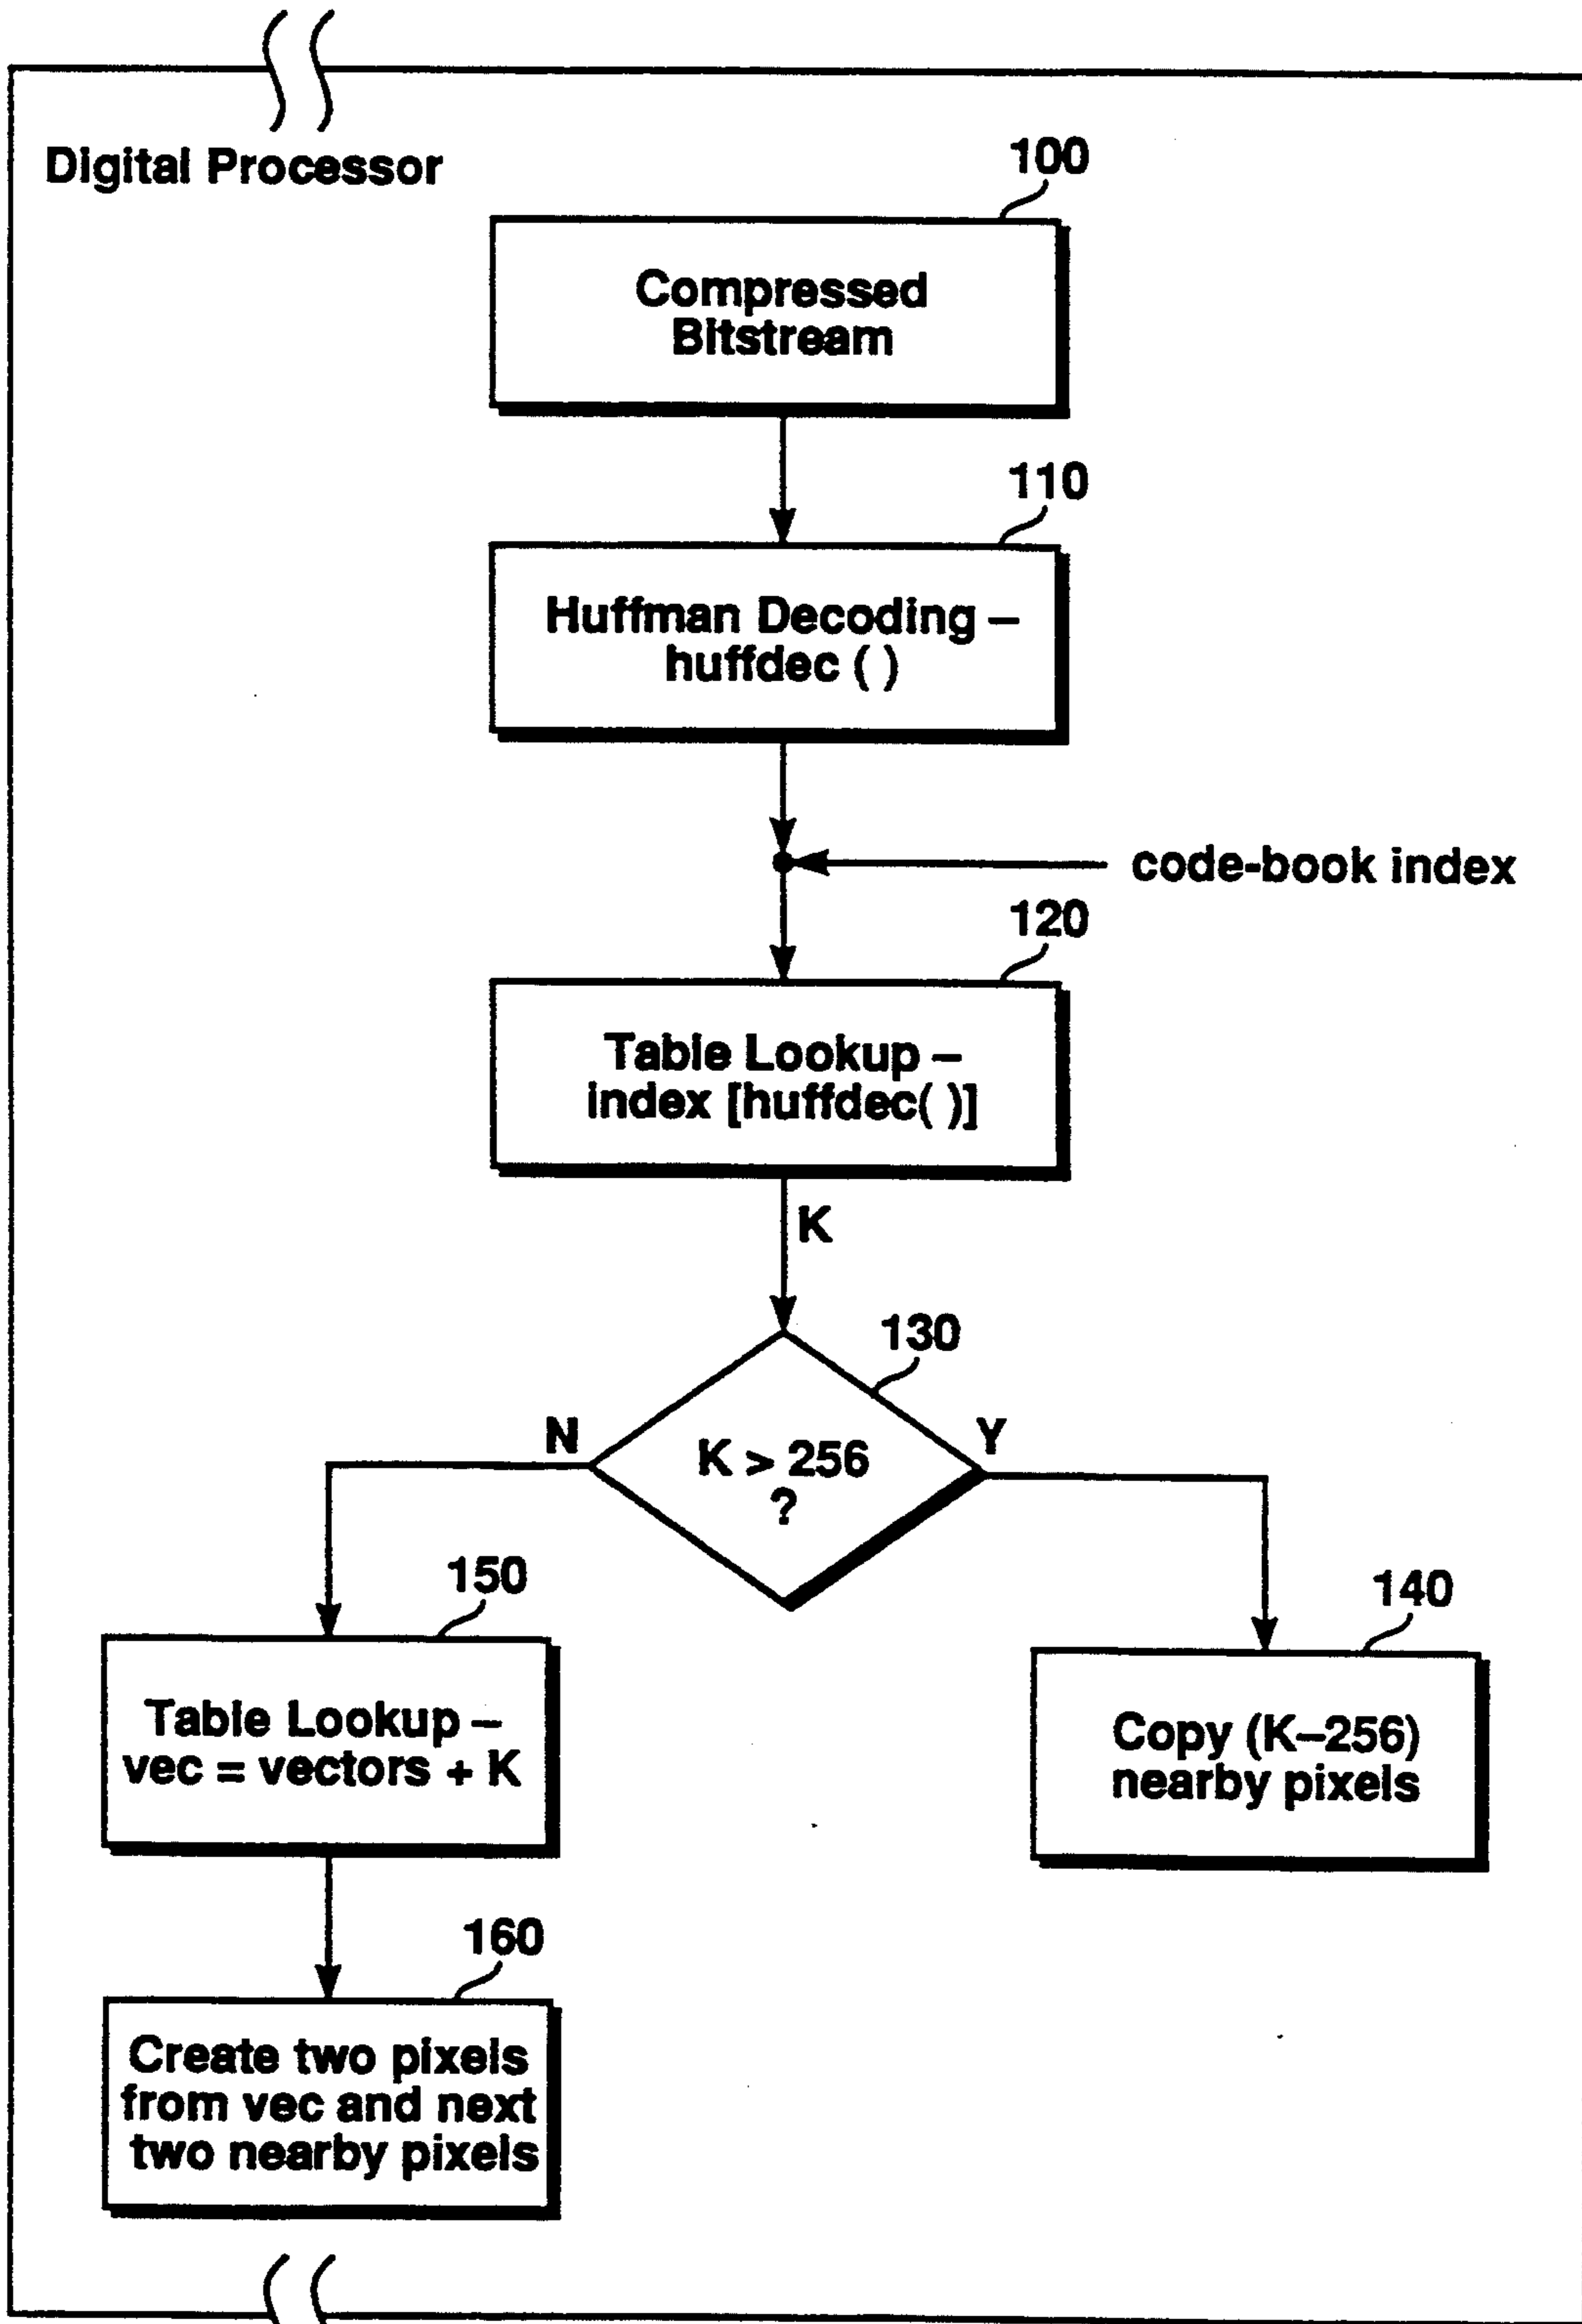 Digital Processor
100
Compressed
Bitstream
110
Huffman Decoding –
huffdec ( )
code-book index
120
Table Lookup –
index [huffdec( )]
K
130
N
Y
K > 256
?
150
140
Table Lookup –
vec = vectors + K
Copy (K–256)
nearby pixels
160
Create two pixels
from vec and next
two nearby pixels